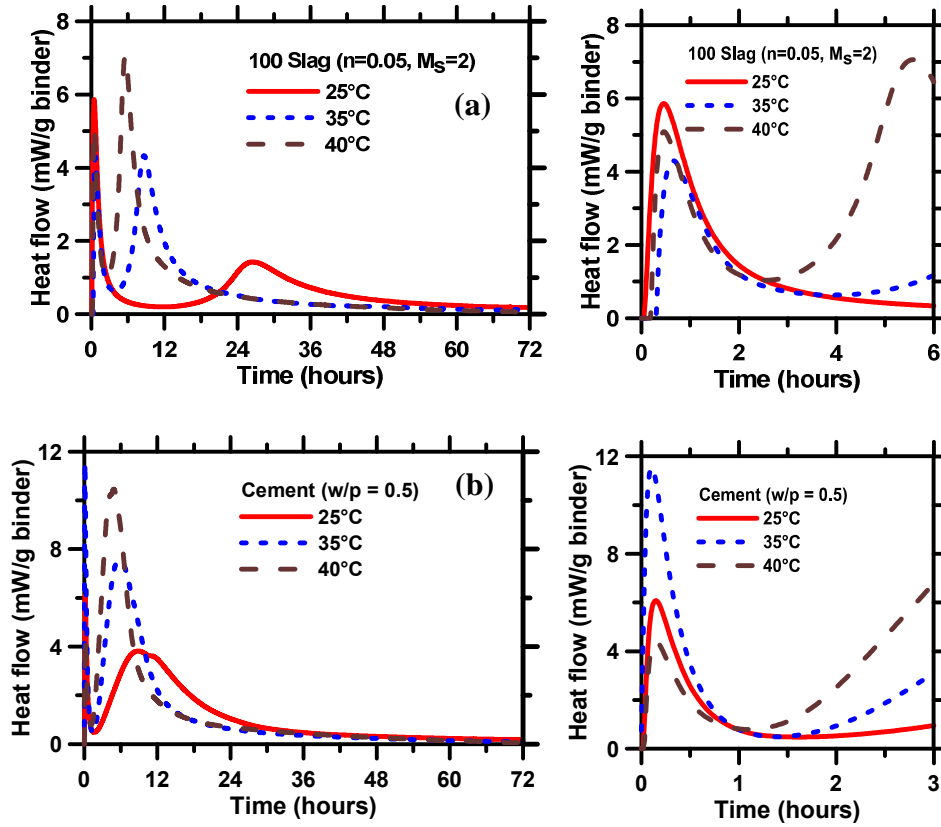 8
6
4
2
0
Heat flow (mW/g binder)
100 Slag (n=0.05, MS=2)
25°C
35°C
40°C
(a)
0 12 24 36 48 60 72
Time (hours)
8
6
4
2
0
Heat flow (mW/g binder)
100 Slag (n=0.05, MS=2)
25°C
35°C
40°C
0 2 4 6
Time (hours)
12
8
4
0
Heat flow (mW/g binder)
Cement (w/p = 0.5)
25°C
35°C
40°C
(b)
0 12 24 36 48 60 72
Time (hours)
12
8
4
0
Heat flow (mW/g binder)
Cement (w/p = 0.5)
25°C
35°C
40°C
0 1 2 3
Time (hours)